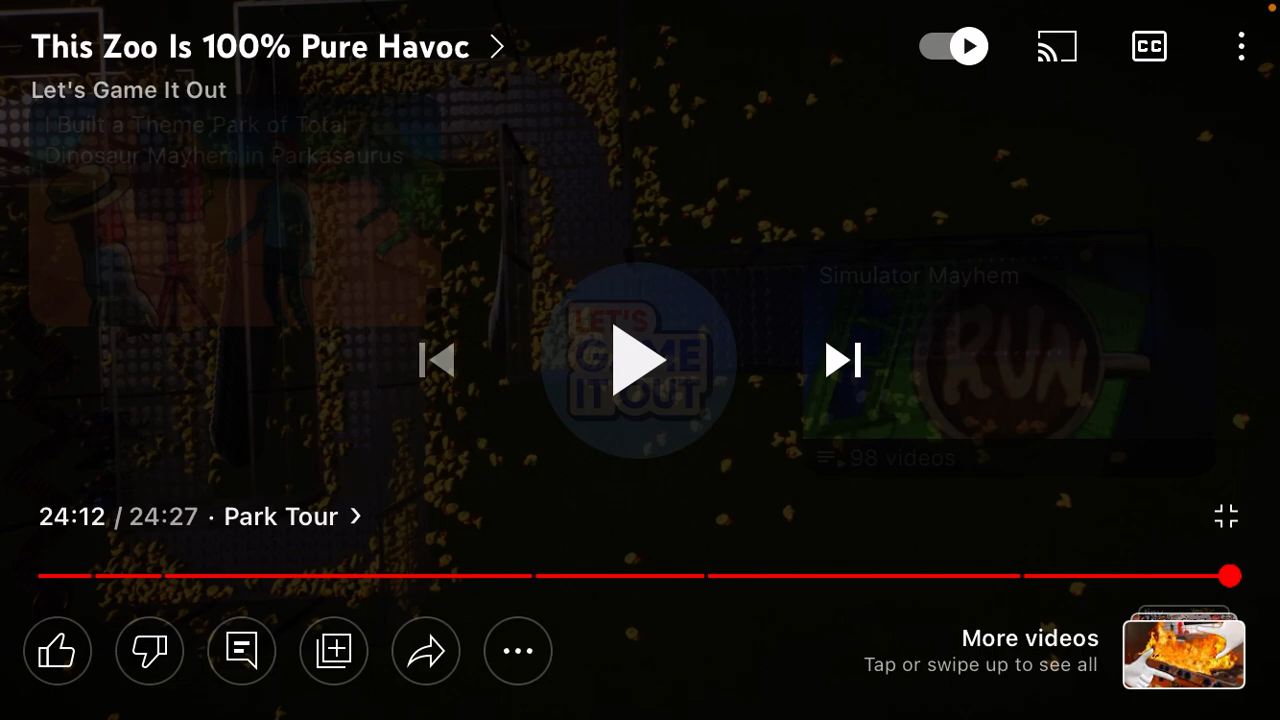 This Zoo Is 100% Pure Havoc
Let's Game It Out
I Built a Theme Park of Total
Dinosaur Mayhem in Parkasaurus
CC
Simulator Mayhem
LET'S
GAME
IT OUT
RUN
98 videos
24:12 / 24:27 · Park Tour
More videos
Tap or swipe up to see all